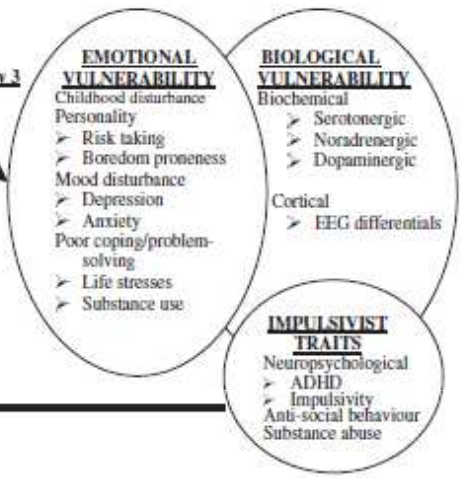 y 3
EMOTIONAL
VULNERABILITY
Childhood disturbance
Personality
➢ Risk taking
➢ Boredom proneness
Mood disturbance
➢ Depression
➢ Anxiety
Poor coping/problem-
solving
➢ Life stresses
➢ Substance use
BIOLOGICAL
VULNERABILITY
Biochemical
➢ Serotonergic
➢ Noradrenergic
➢ Dopaminergic
Cortical
➢ EEG differentials
IMPULSIVIST
TRAITS
Neuropsychological
➢ ADHD
➢ Impulsivity
Anti-social behaviour
Substance abuse